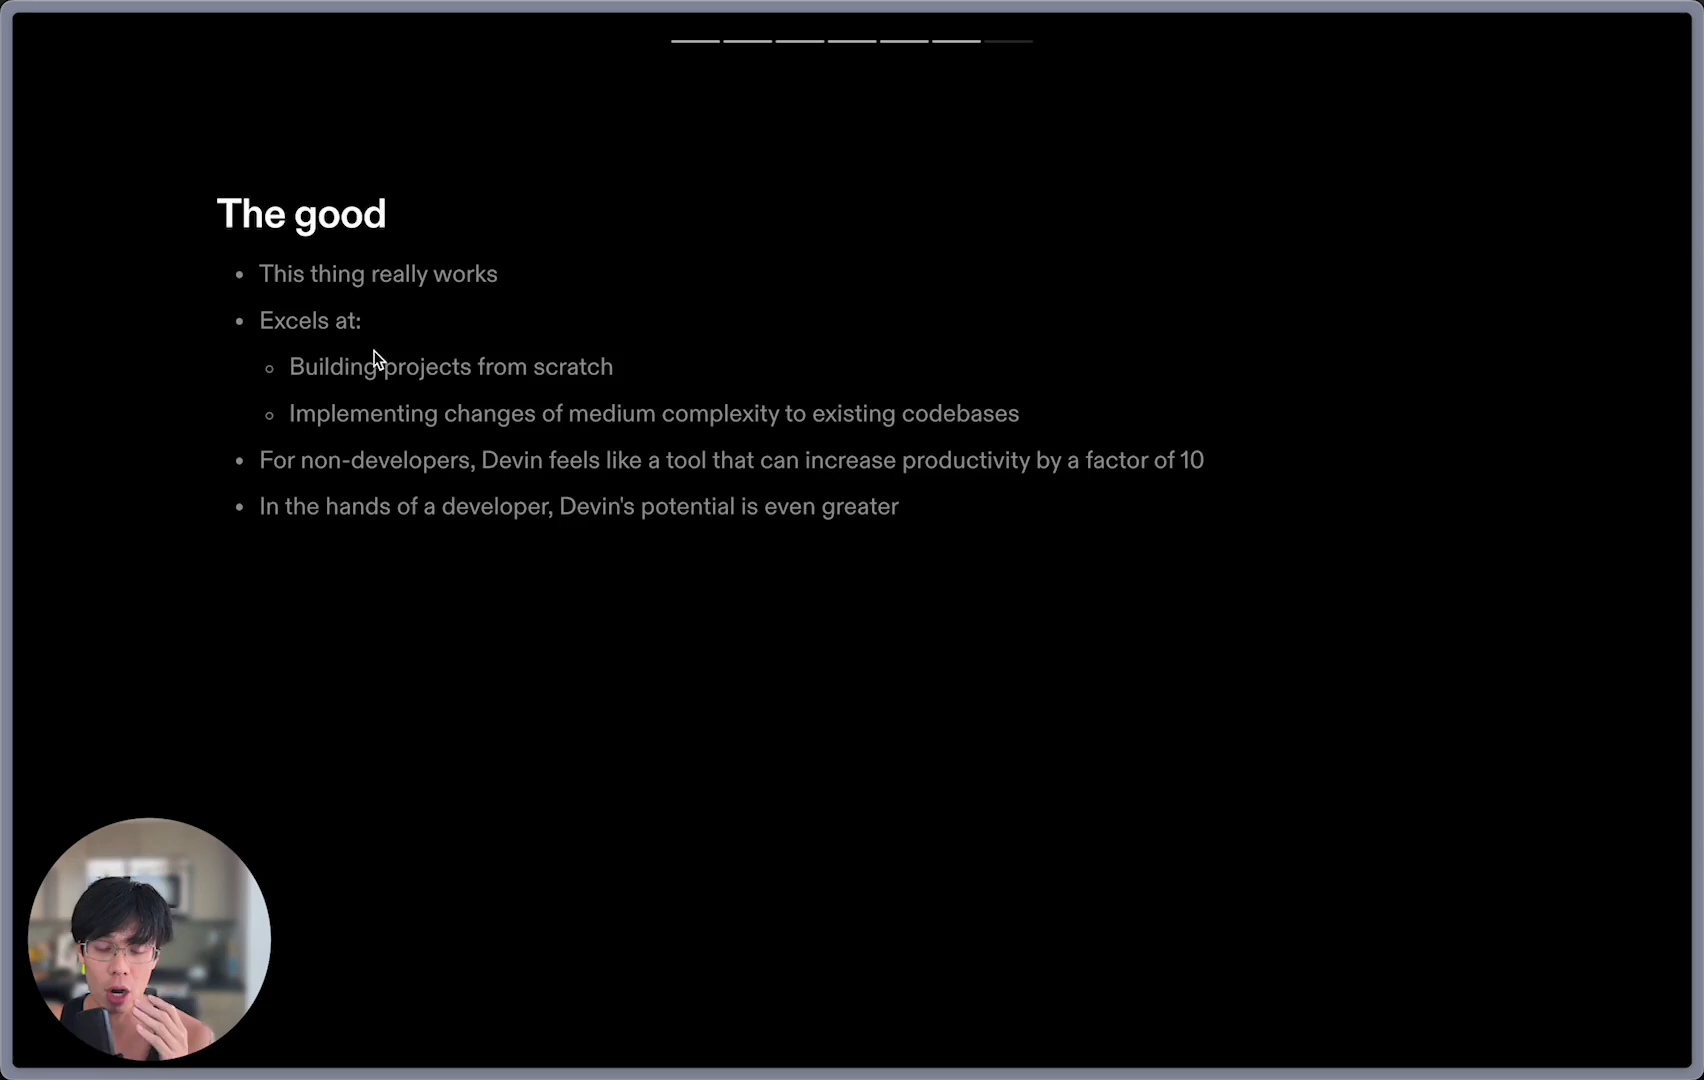 The good
• This thing really works
• Excels at:
◦ Building projects from scratch
◦ Implementing changes of medium complexity to existing codebases
• For non-developers, Devin feels like a tool that can increase productivity by a factor of 10
• In the hands of a developer, Devin's potential is even greater